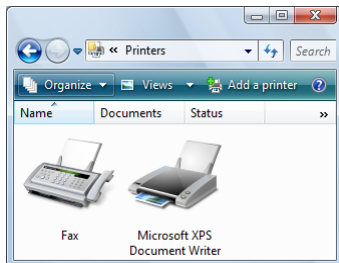 « Printers
Search
Organize Views Add a printer
Name Documents Status »
Fax
Microsoft XPS
Document Writer